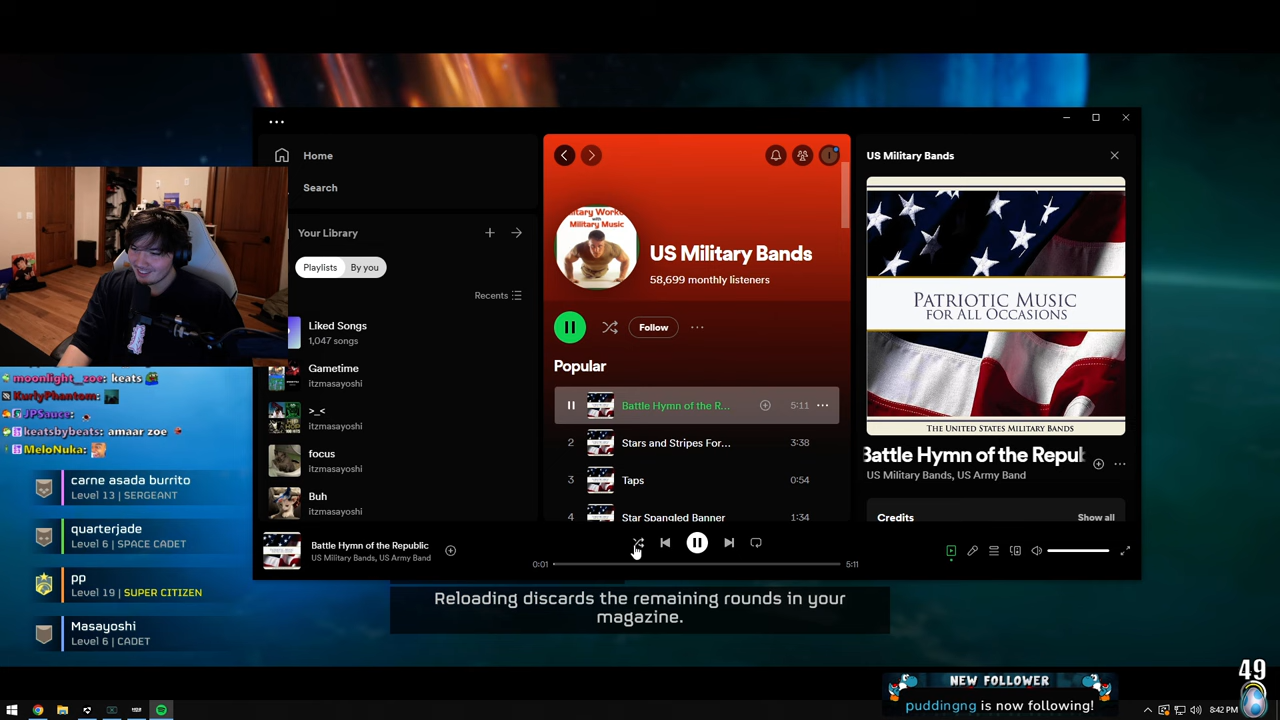 Home
Search
Your Library
Playlists
By you
Recents
Liked Songs
1,047 songs
Gametime
itzmasayoshi
>_<
itzmasayoshi
focus
itzmasayoshi
Buh
itzmasayoshi
US Military Bands
58,699 monthly listeners
Follow
Popular
Battle Hymn of the R... 5:11
2 Stars and Stripes For... 3:38
3 Taps 0:54
4 Star Spangled Banner 1:34
US Military Bands
PATRIOTIC MUSIC
FOR ALL OCCASIONS
THE UNITED STATES MILITARY BANDS
Battle Hymn of the Repul
US Military Bands, US Army Band
Credits
Show all
Battle Hymn of the Republic
US Military Bands, US Army Band
0:01
5:11
moonlight_zoe: keats
KurlyPhantom:
JPSauce:
keatsbybeats: amaar zoe
MeloNuka:
carne asada burrito
Level 13 | SERGEANT
quarterjade
Level 6 | SPACE CADET
pp
Level 19 | SUPER CITIZEN
Masayoshi
Level 6 | CADET
Reloading discards the remaining rounds in your
magazine.
NEW FOLLOWER
puddingng is now following!
49
8:42 PM